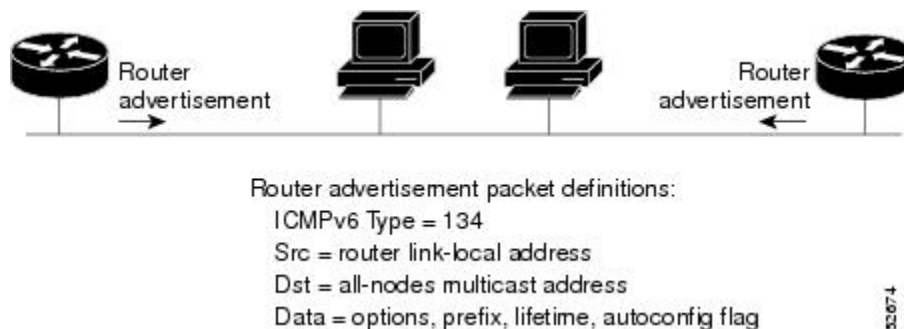 Router
advertisement
Router
advertisement
Router advertisement packet definitions:
ICMPv6 Type = 134
Src = router link-local address
Dst = all-nodes multicast address
Data = options, prefix, lifetime, autoconfig flag
52674